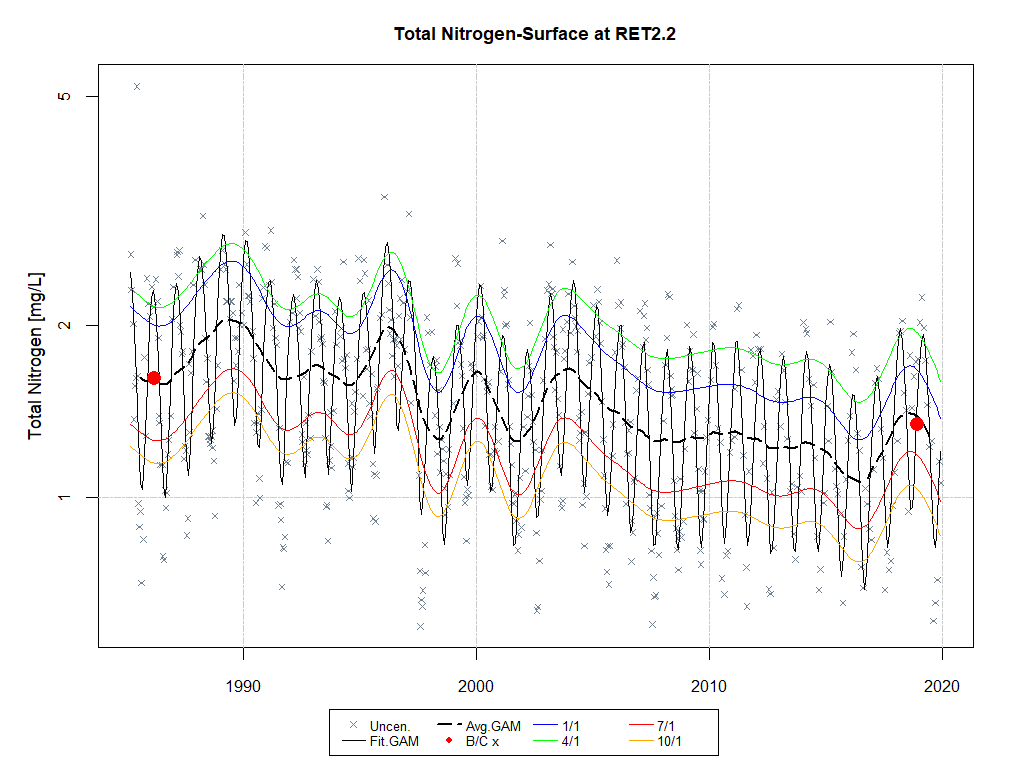 Total Nitrogen-Surface at RET2.2
Total Nitrogen [mg/L]
5
2
1
1990 2000 2010 2020
Uncen. Avg.GAM 1/1 7/1
Fit.GAM B/C x 4/1 10/1